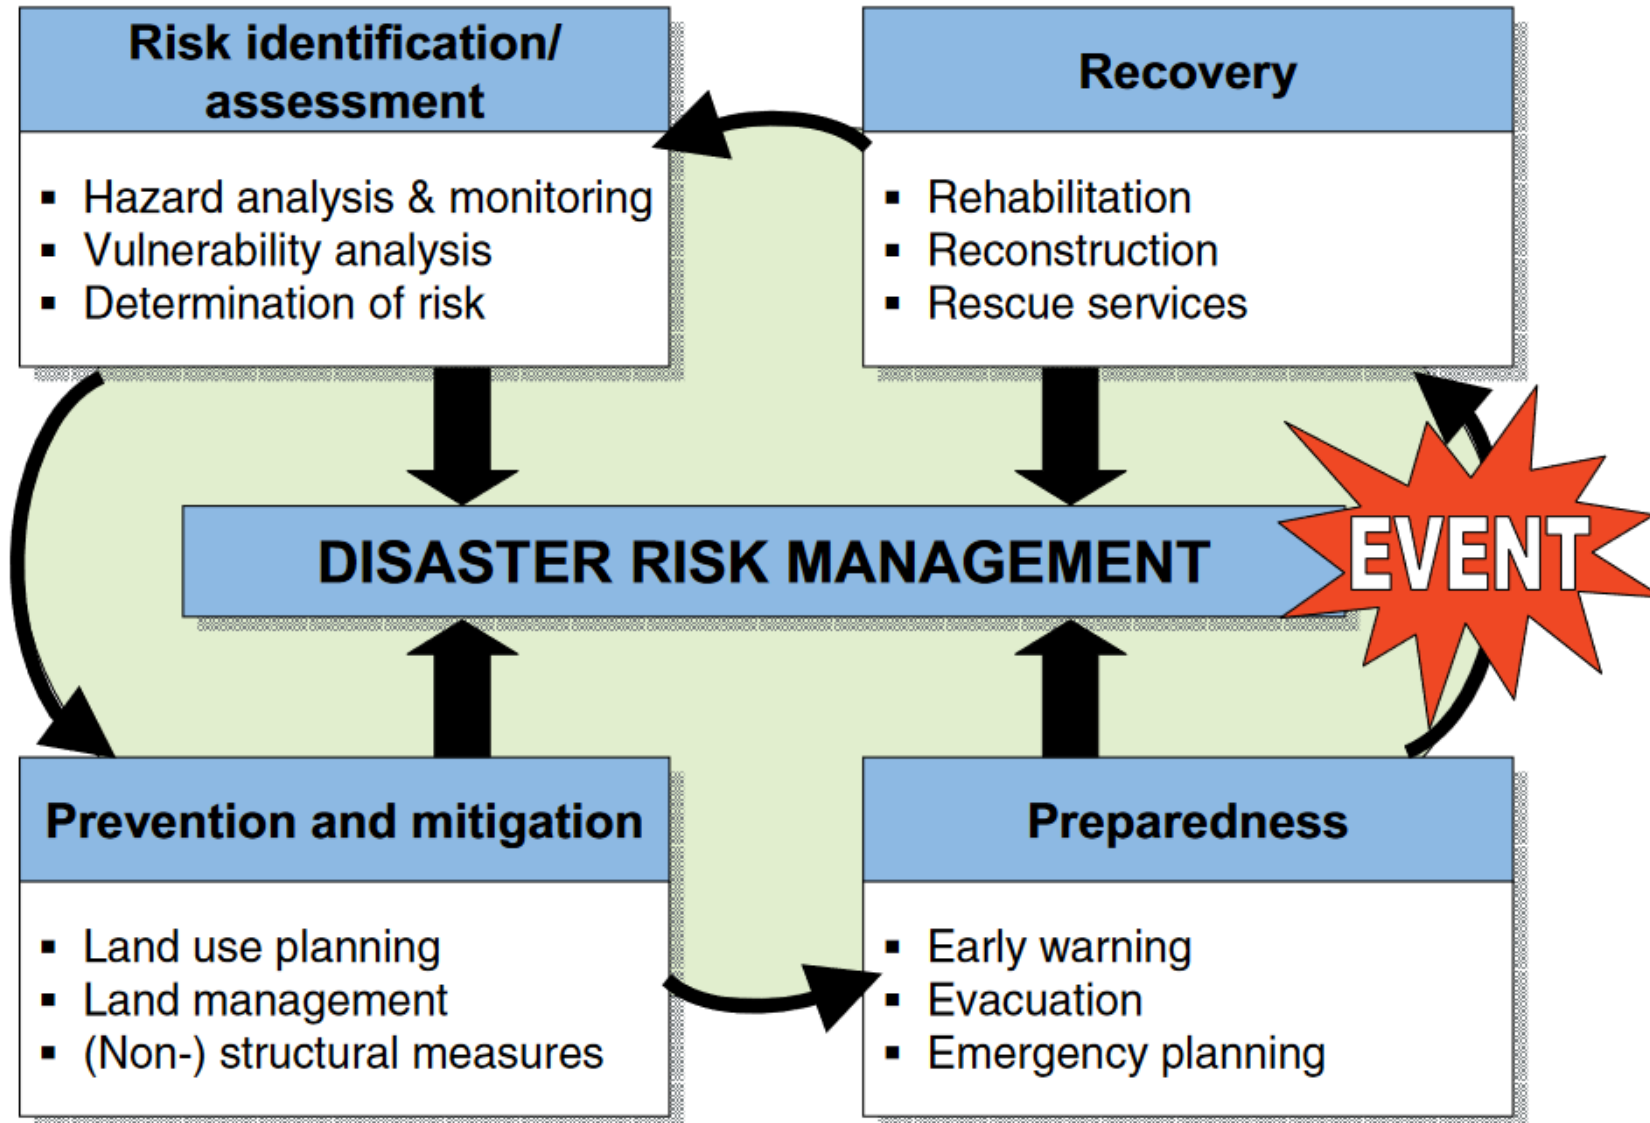 Risk identification/
assessment
▪ Hazard analysis & monitoring
▪ Vulnerability analysis
▪ Determination of risk
Recovery
▪ Rehabilitation
▪ Reconstruction
▪ Rescue services
DISASTER RISK MANAGEMENT
EVENT
Prevention and mitigation
▪ Land use planning
▪ Land management
▪ (Non-) structural measures
Preparedness
▪ Early warning
▪ Evacuation
▪ Emergency planning